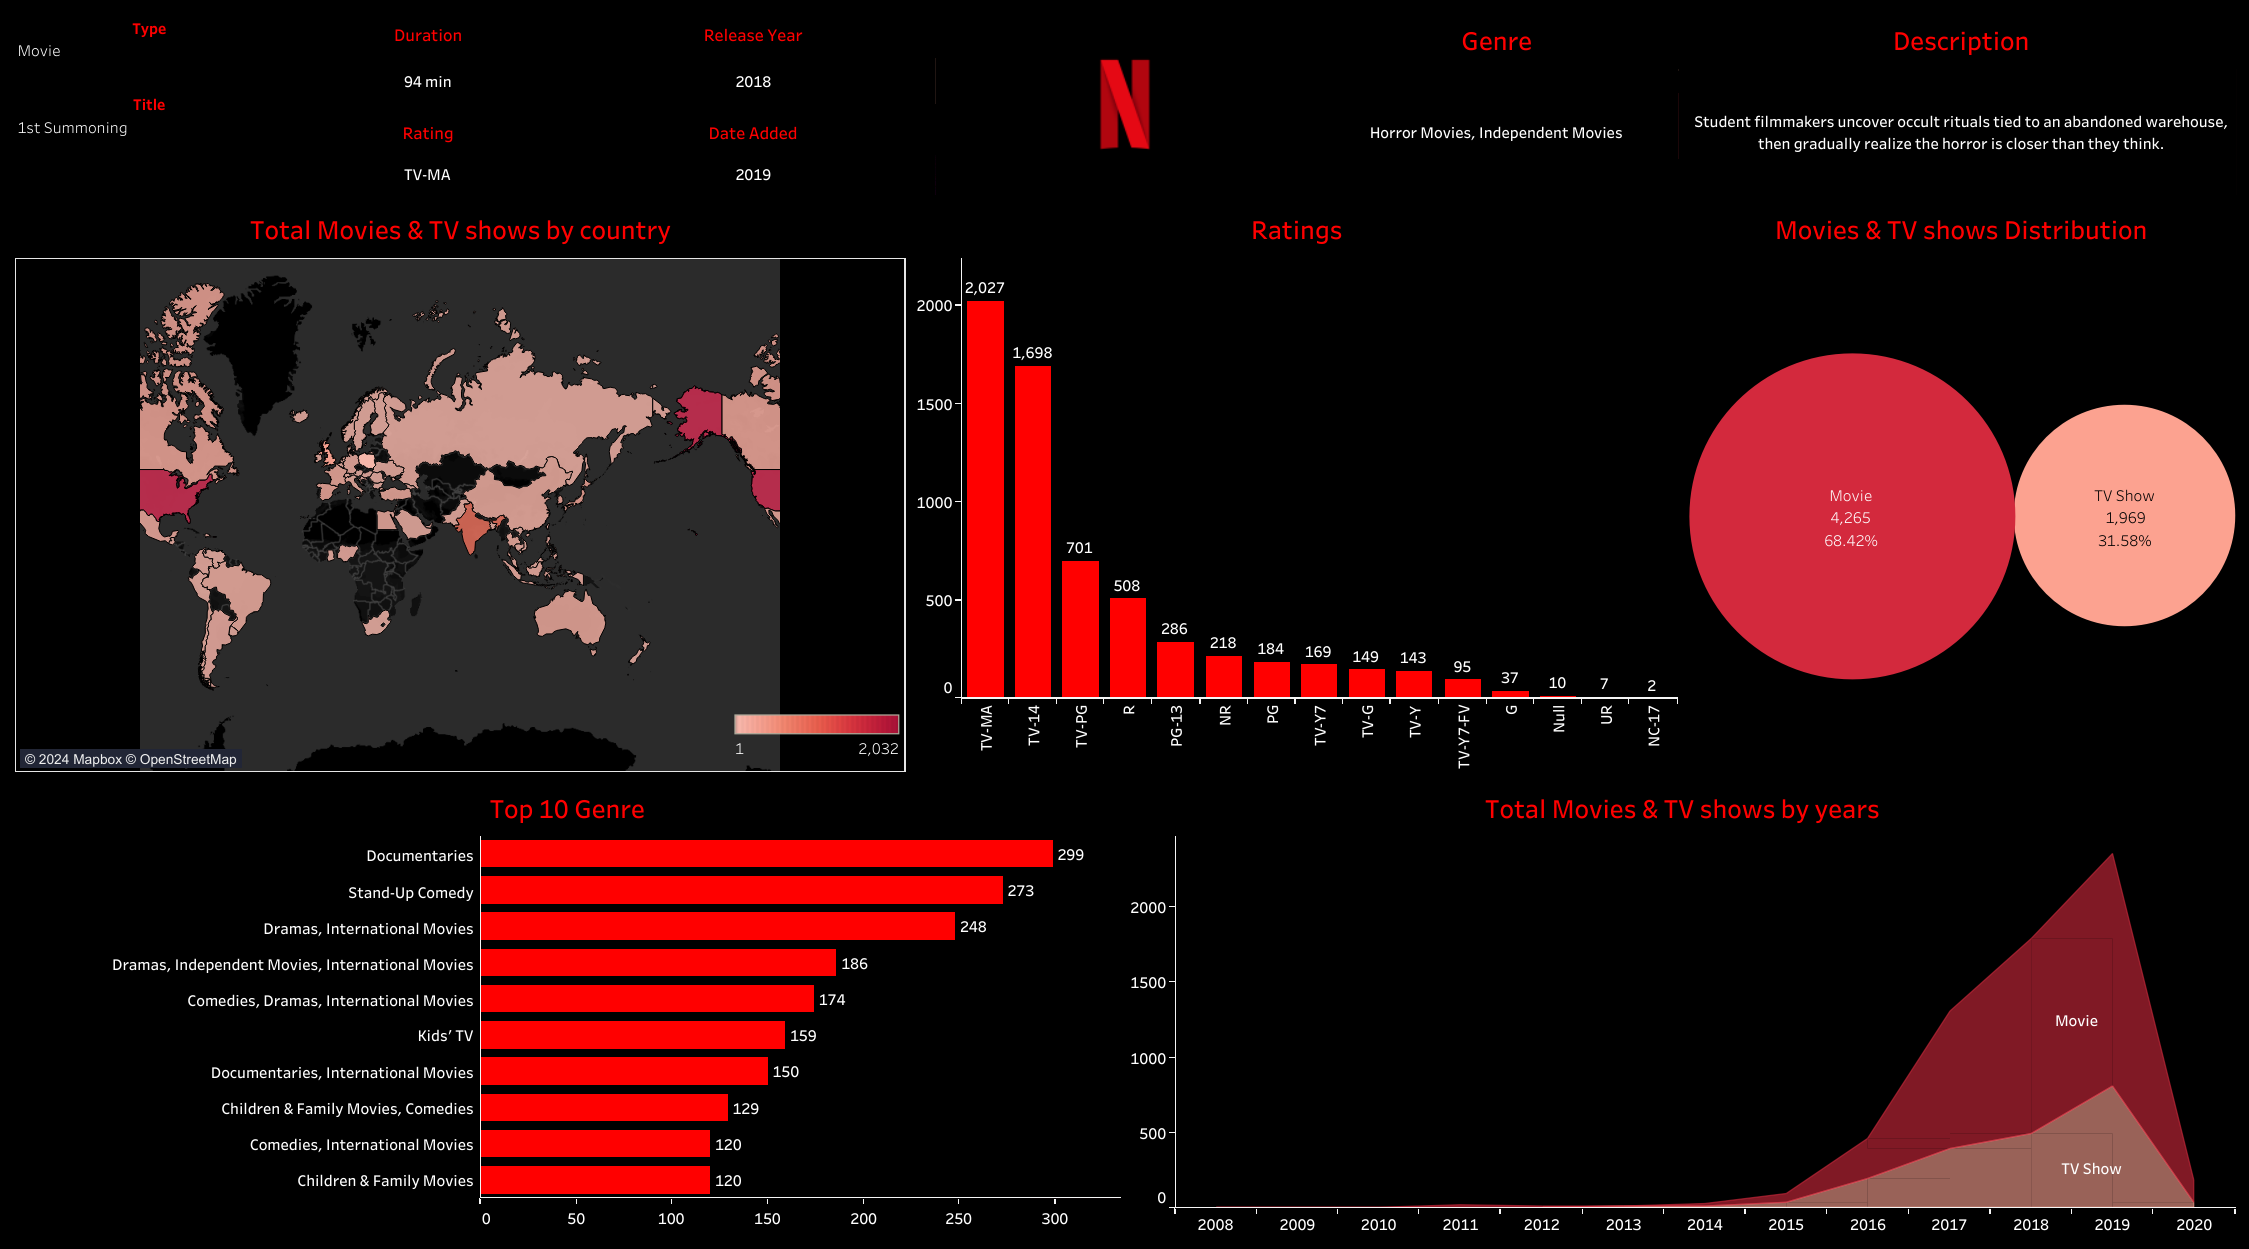 Type
Movie
Title
1st Summoning
Duration
94 min
Rating
TV-MA
Release Year
2018
Date Added
2019
N
Genre
Horror Movies, Independent Movies
Description
Student filmmakers uncover occult rituals tied to an abandoned warehouse,
then gradually realize the horror is closer than they think.
Total Movies & TV shows by country
1 2,032
© 2024 Mapbox © OpenStreetMap
Ratings
2000
1500
1000
500
0
2,027
1,698
701
508
286
218
184
169
149
143
95
37
10
7
2
TV-MA
TV-14
TV-PG
R
PG-13
NR
PG
TV-Y7
TV-G
TV-Y
TV-Y7-FV
G
Null
UR
NC-17
Movies & TV shows Distribution
Movie
4,265
68.42%
TV Show
1,969
31.58%
Top 10 Genre
Documentaries 299
Stand-Up Comedy 273
Dramas, International Movies 248
Dramas, Independent Movies, International Movies 186
Comedies, Dramas, International Movies 174
Kids’ TV 159
Documentaries, International Movies 150
Children & Family Movies, Comedies 129
Comedies, International Movies 120
Children & Family Movies 120
0 50 100 150 200 250 300
Total Movies & TV shows by years
2000
1500
1000
500
0
Movie
TV Show
2008 2009 2010 2011 2012 2013 2014 2015 2016 2017 2018 2019 2020